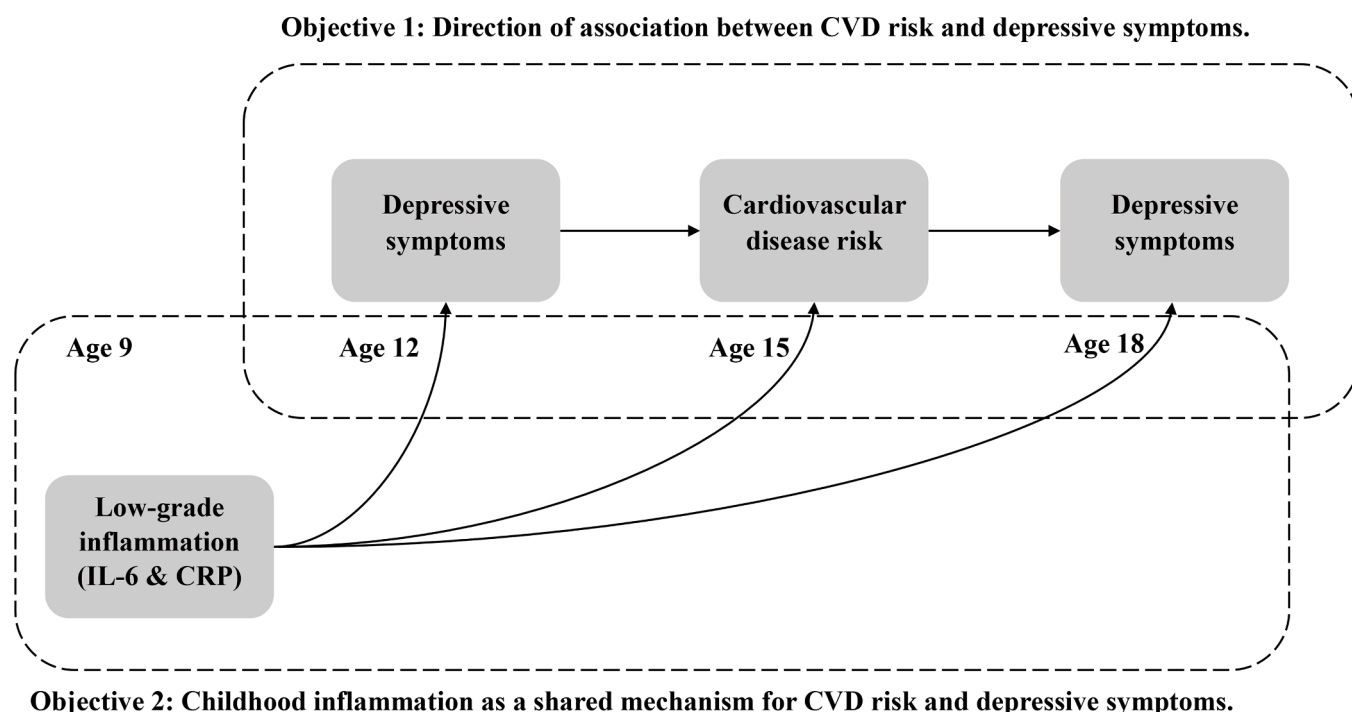 Objective 1: Direction of association between CVD risk and depressive symptoms.
Depressive
symptoms
Cardiovascular
disease risk
Depressive
symptoms
Age 9
Age 12
Age 15
Age 18
Low-grade
inflammation
(IL-6 & CRP)
Objective 2: Childhood inflammation as a shared mechanism for CVD risk and depressive symptoms.